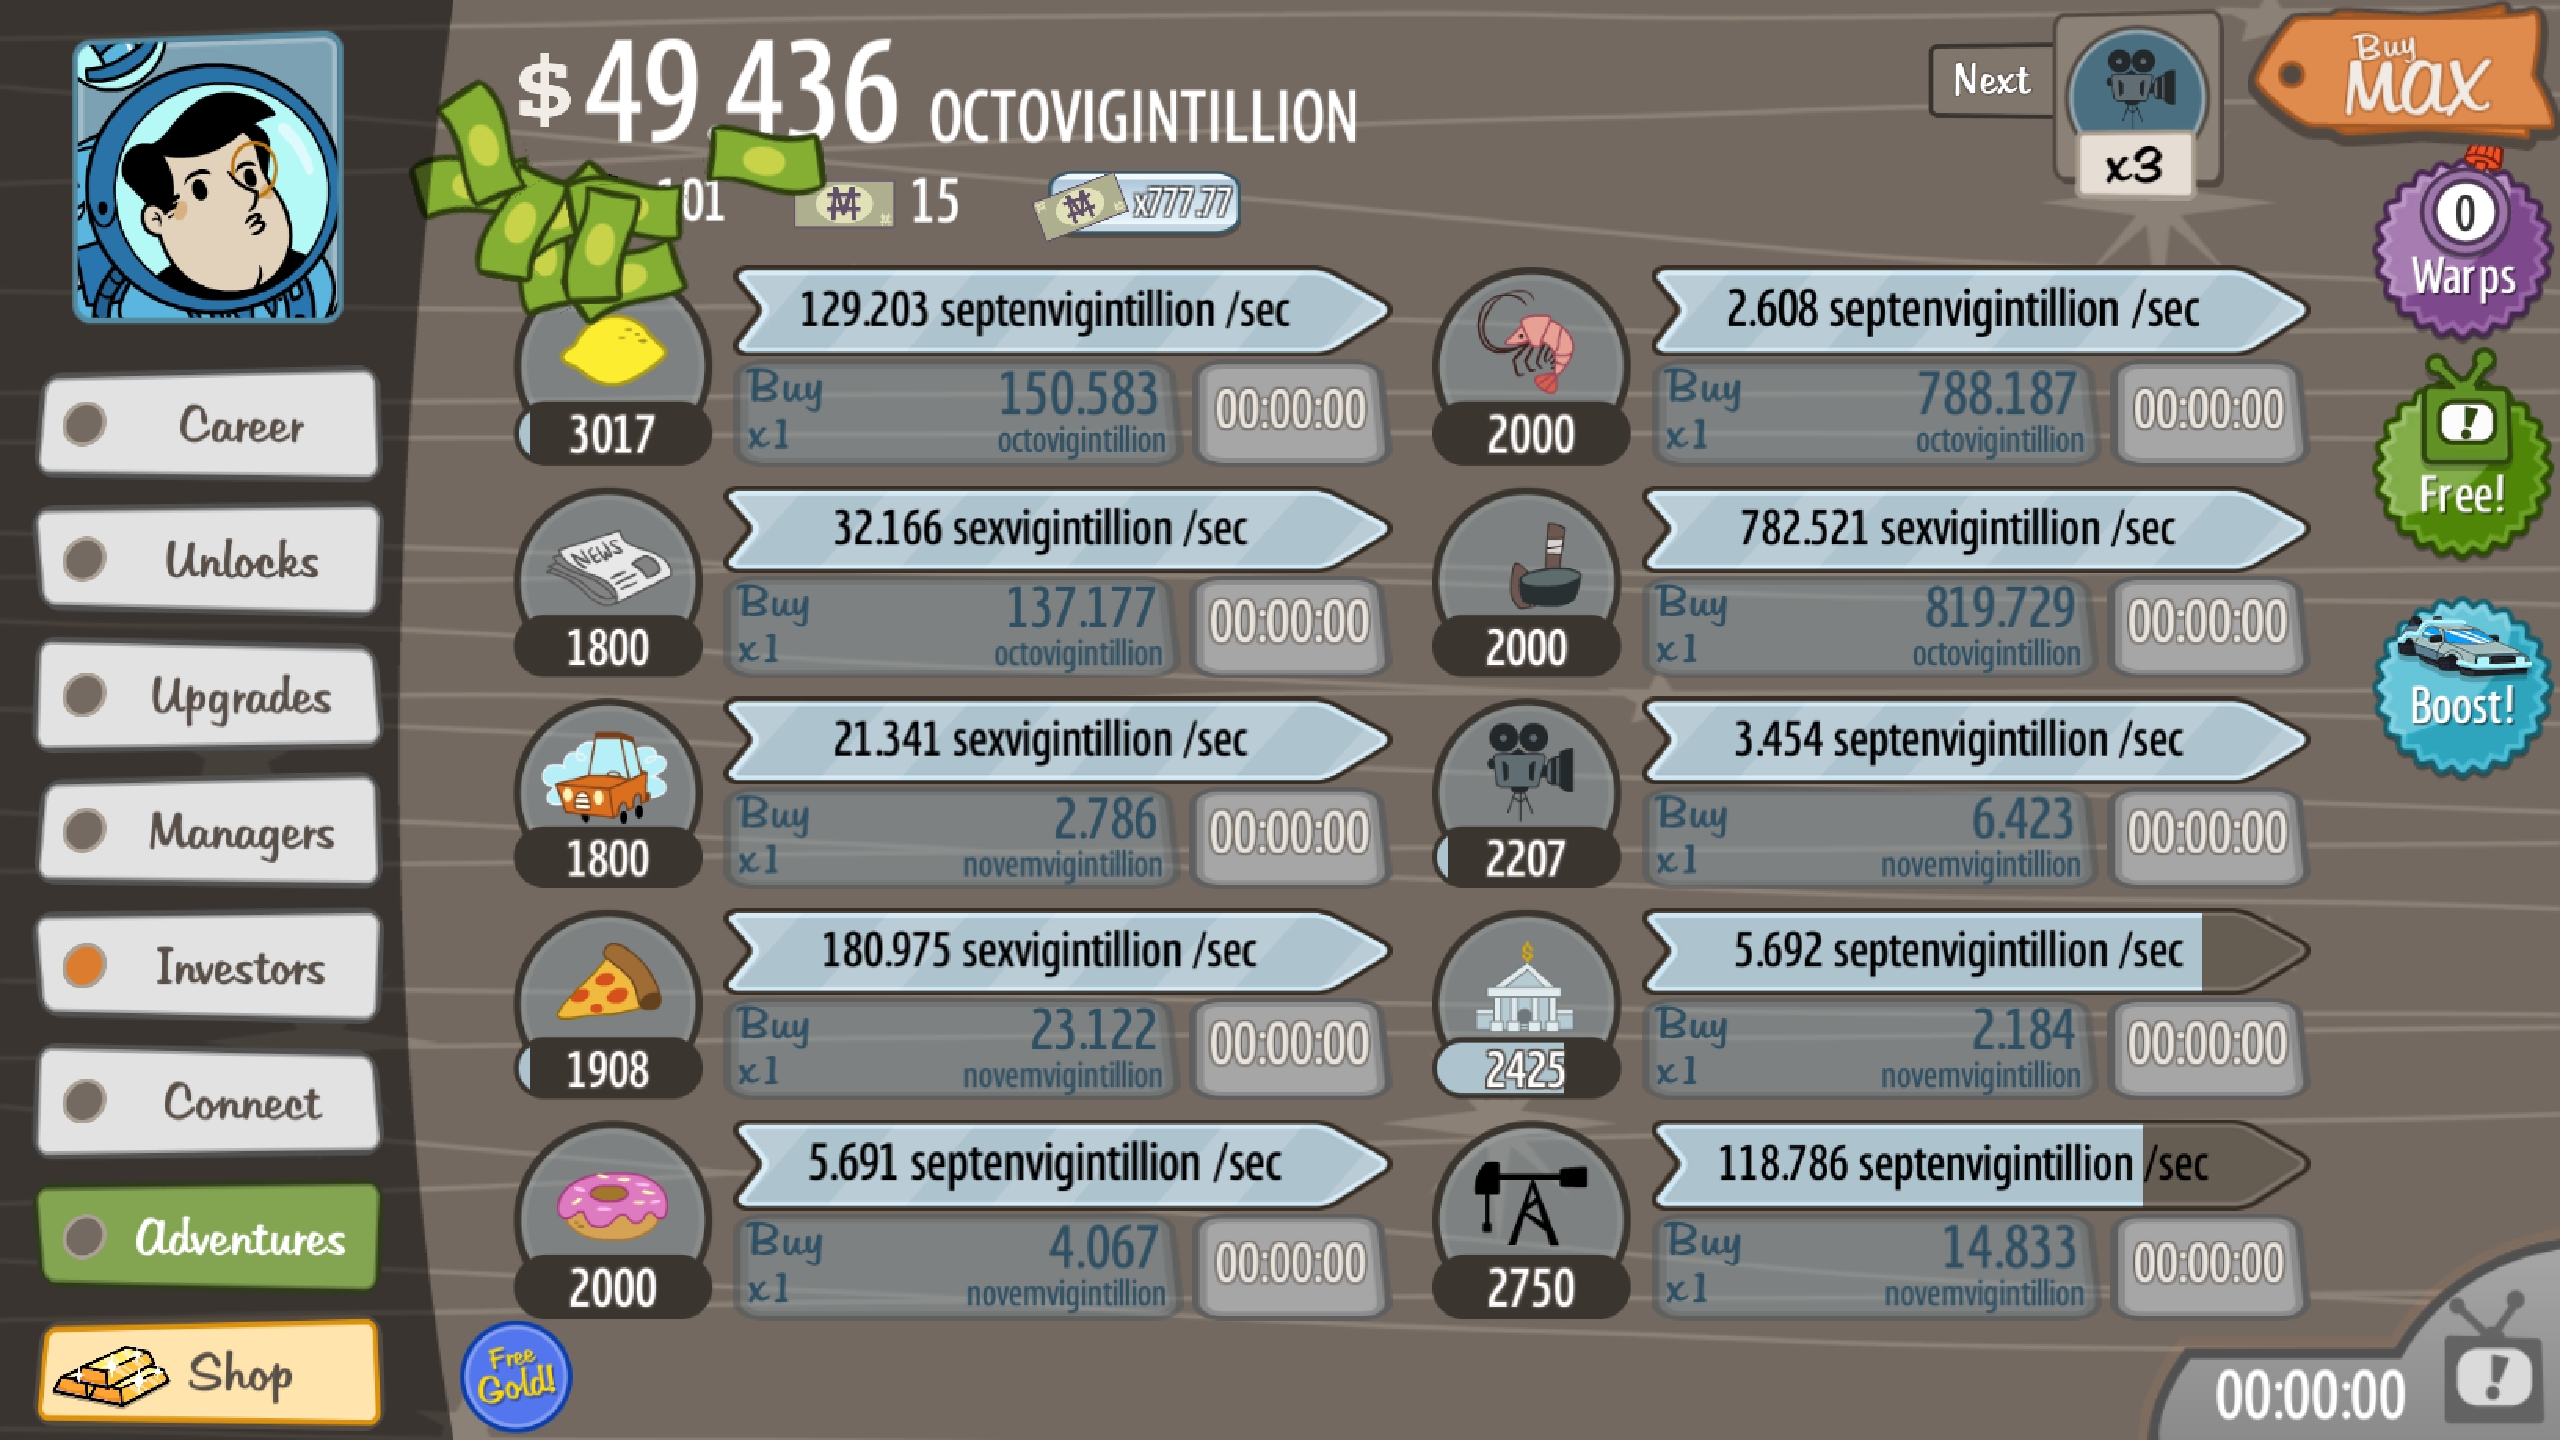 $49.436 OCTOVIGINTILLION
15
x777.77
Next
x3
Buy
MAX
0
Warps
Free!
Boost!
Career
Unlocks
Upgrades
Managers
Investors
Connect
Adventures
Shop
Free
Gold!
129.203 septenvigintillion /sec
3017
Buy
x1
150.583
octovigintillion
00:00:00
2.608 septenvigintillion /sec
2000
Buy
x1
788.187
octovigintillion
00:00:00
NEWS
32.166 sexvigintillion /sec
1800
Buy
x1
137.177
octovigintillion
00:00:00
782.521 sexvigintillion /sec
2000
Buy
x1
819.729
octovigintillion
00:00:00
21.341 sexvigintillion /sec
1800
Buy
x1
2.786
novemvigintillion
00:00:00
3.454 septenvigintillion /sec
2207
Buy
x1
6.423
novemvigintillion
00:00:00
180.975 sexvigintillion /sec
1908
Buy
x1
23.122
novemvigintillion
00:00:00
5.692 septenvigintillion /sec
2425
Buy
x1
2.184
novemvigintillion
00:00:00
5.691 septenvigintillion /sec
2000
Buy
x1
4.067
novemvigintillion
00:00:00
118.786 septenvigintillion /sec
2750
Buy
x1
14.833
novemvigintillion
00:00:00
00:00:00